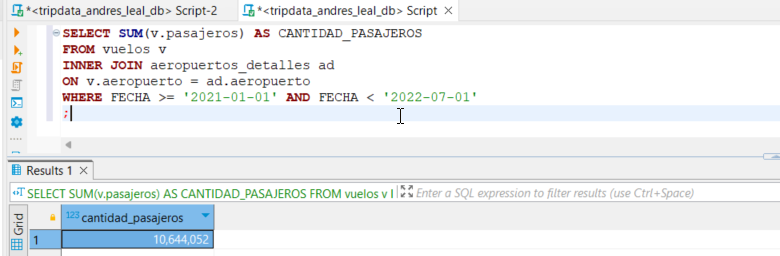 *<tripdata_andres_leal_db> Script-2
*<tripdata_andres_leal_db> Script
SELECT SUM(v.pasajeros) AS CANTIDAD_PASAJEROS
FROM vuelos v
INNER JOIN aeropuertos_detalles ad
ON v.aeropuerto = ad.aeropuerto
WHERE FECHA >= '2021-01-01' AND FECHA < '2022-07-01'
;
Results 1
SELECT SUM(v.pasajeros) AS CANTIDAD_PASAJEROS FROM vuelos v I
Enter a SQL expression to filter results (use Ctrl+Space)
Grid
123 cantidad_pasajeros
1 10,644,052